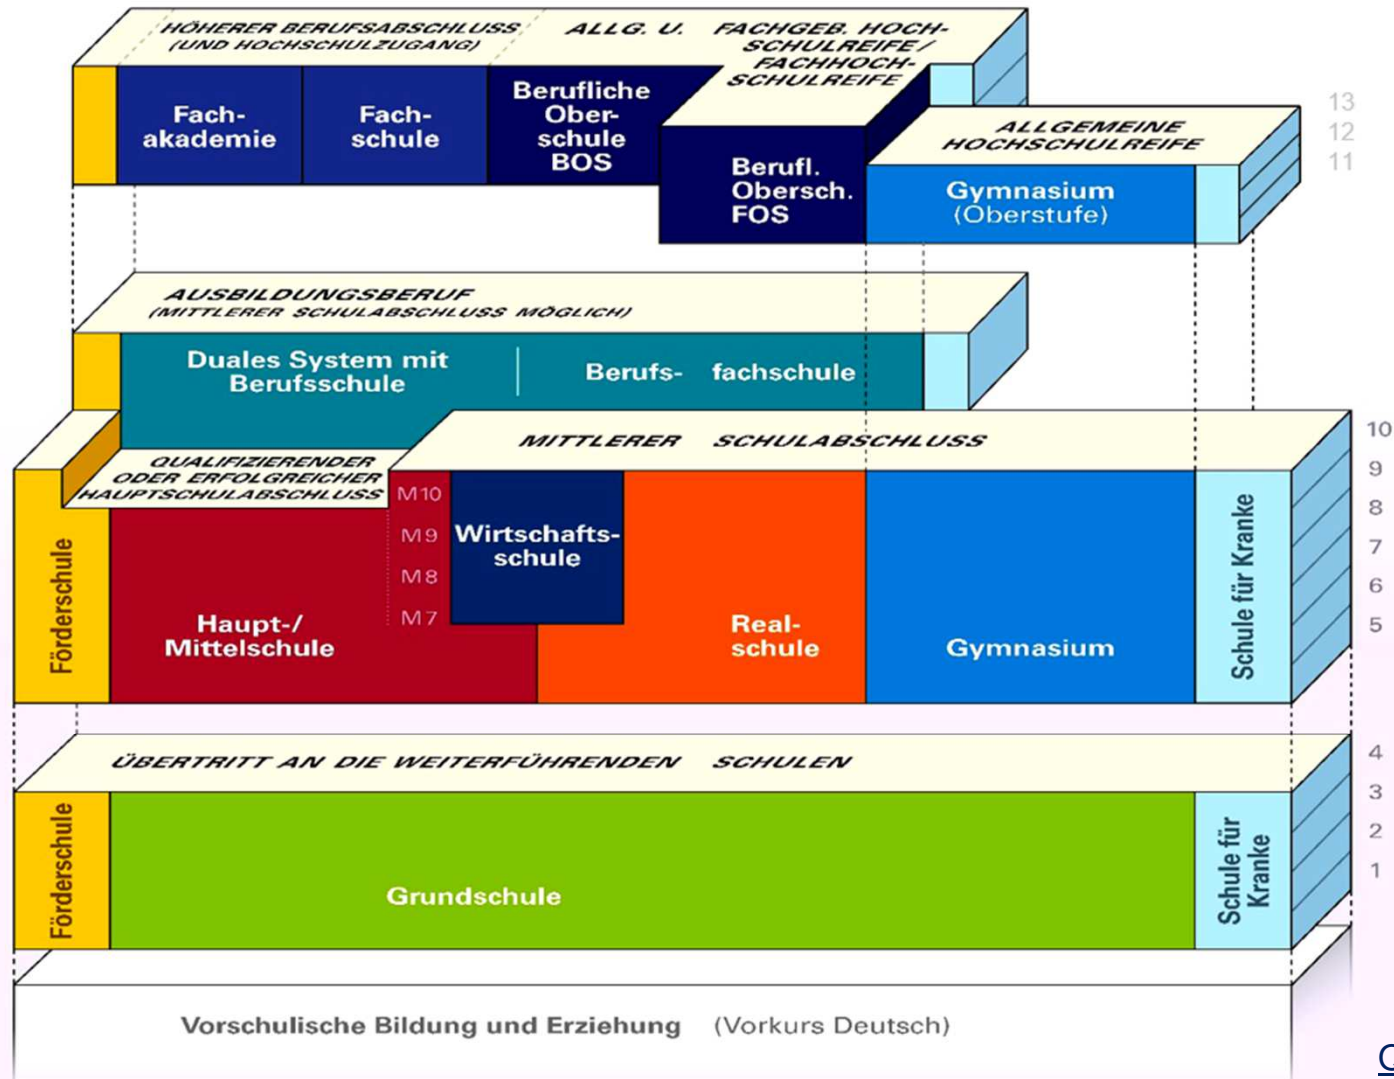 HÖHERER BERUFSABSCHLUSS
(UND HOCHSCHULZUGANG)
ALLG. U. FACHGEB. HOCH-
SCHULREIFE/
FACHHOCH-
SCHULREIFE
Fach-
akademie
Fach-
schule
Berufliche
Ober-
schule
BOS
Berufl.
Obersch.
FOS
ALLGEMEINE
HOCHSCHULREIFE
Gymnasium
(Oberstufe)
13
12
11
AUSBILDUNGSBERUF
(MITTLERER SCHULABSCHLUSS MÖGLICH)
Duales System mit
Berufsschule
Berufs- fachschule
MITTLERER SCHULABSCHLUSS
QUALIFIZIERENDER
ODER ERFOLGREICHER
HAUPTSCHULABSCHLUSS
Förderschule
Haupt-/
Mittelschule
M10
M9
M8
M7
Wirtschafts-
schule
Real-
schule
Gymnasium
Schule für Kranke
10
9
8
7
6
5
ÜBERTRITT AN DIE WEITERFÜHRENDEN SCHULEN
Förderschule
Grundschule
Schule für
Kranke
4
3
2
1
Vorschulische Bildung und Erziehung (Vorkurs Deutsch)